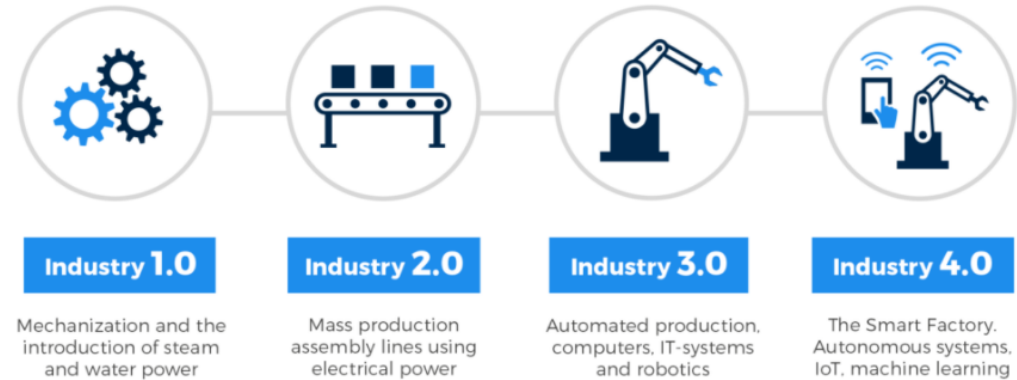 Industry 1.0
Mechanization and the
introduction of steam
and water power
Industry 2.0
Mass production
assembly lines using
electrical power
Industry 3.0
Automated production,
computers, IT-systems
and robotics
Industry 4.0
The Smart Factory.
Autonomous systems,
IoT, machine learning